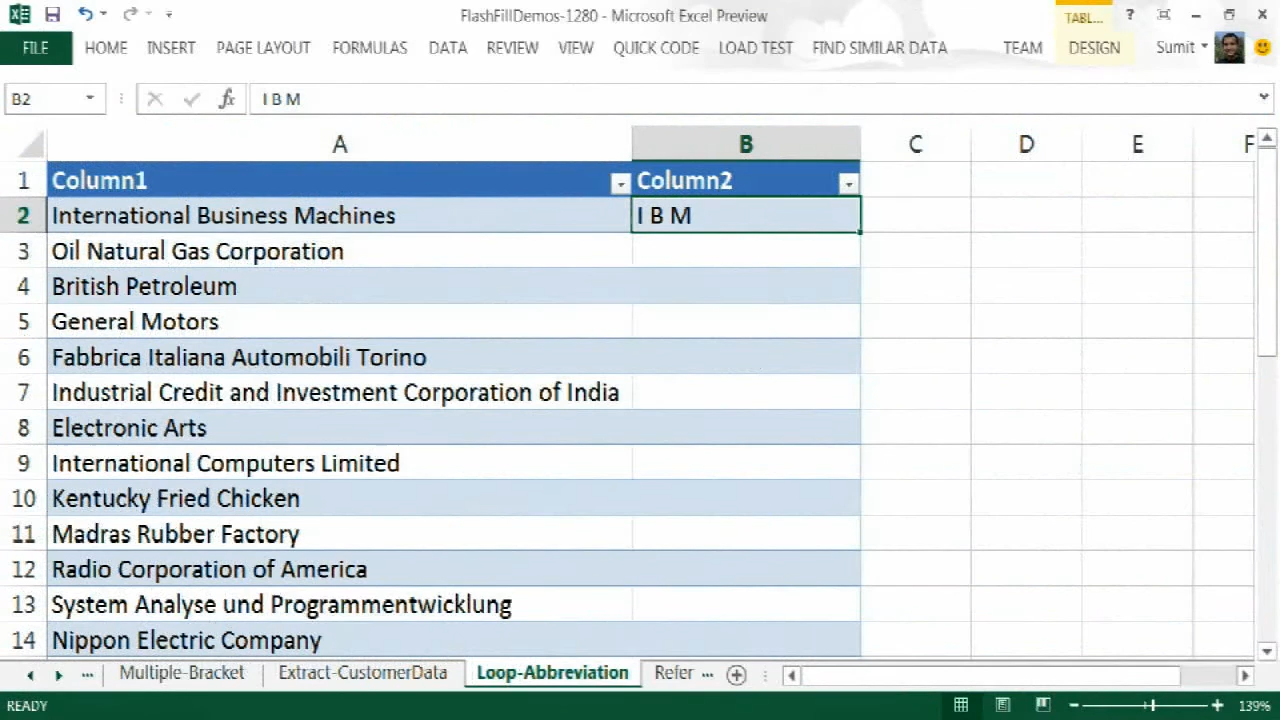 FlashFillDemos-1280 - Microsoft Excel Preview
TABL... ?
FILE HOME INSERT PAGE LAYOUT FORMULAS DATA REVIEW VIEW QUICK CODE LOAD TEST FIND SIMILAR DATA TEAM DESIGN Sumit
B2 fx I B M
A B C D E F
1 Column1 Column2
2 International Business Machines I B M
3 Oil Natural Gas Corporation
4 British Petroleum
5 General Motors
6 Fabbrica Italiana Automobili Torino
7 Industrial Credit and Investment Corporation of India
8 Electronic Arts
9 International Computers Limited
10 Kentucky Fried Chicken
11 Madras Rubber Factory
12 Radio Corporation of America
13 System Analyse und Programmentwicklung
14 Nippon Electric Company
... Multiple-Bracket Extract-CustomerData Loop-Abbreviation Refer ...
READY 139%